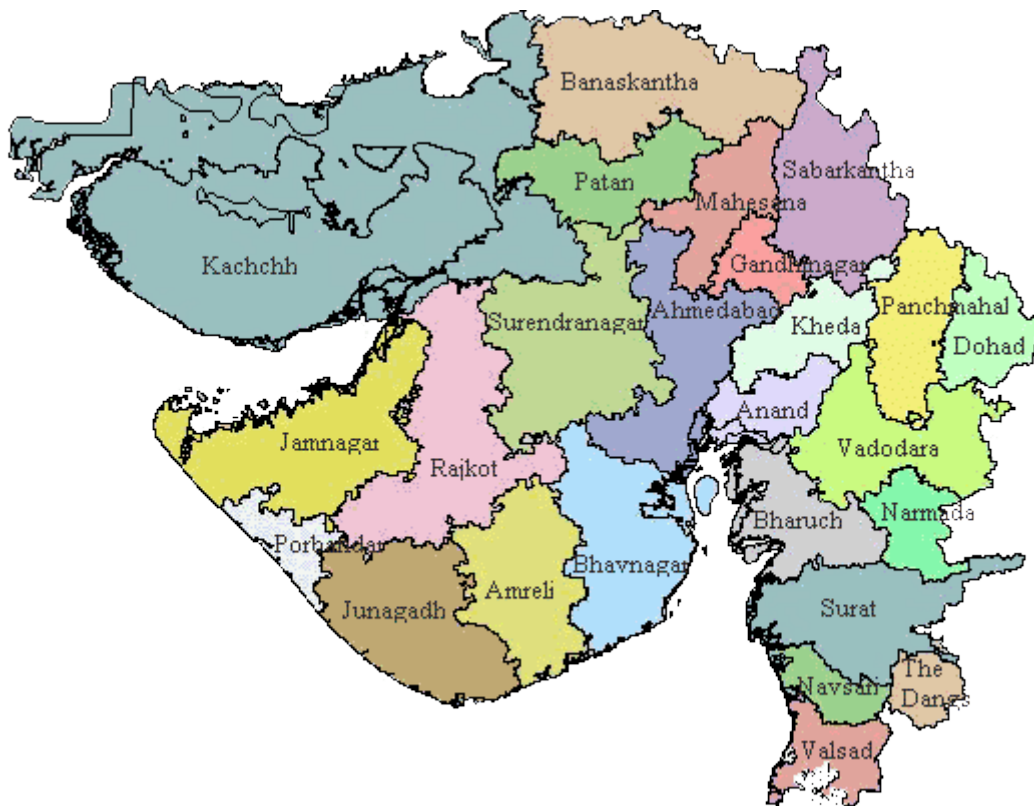 Banaskantha
Patan
Sabarkantha
Mahesana
Kachchh
Gandhinagar
Surendranagar
Ahmedabad
Kheda
Panchmahal
Dohad
Anand
Jamnagar
Rajkot
Vadodara
Bharuch
Narmada
Porbandar
Bhavnagar
Junagadh
Amreli
Surat
The
Dangs
Navsari
Valsad